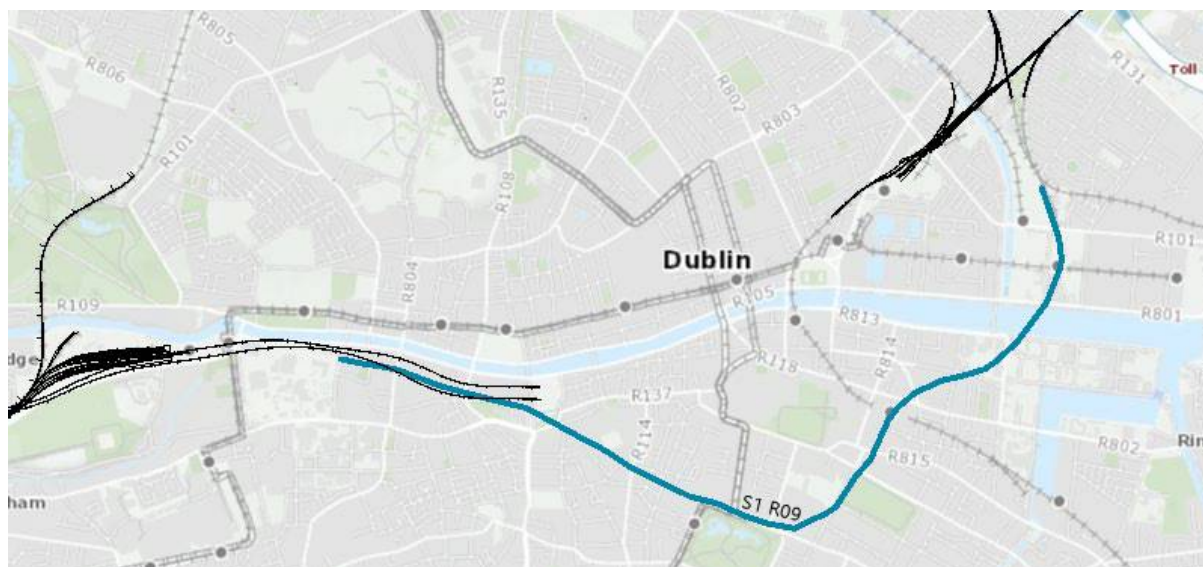 R805
R806
R101
R135
R108
R802
R803
R131
Toll
R804
R109
Dublin
R105
R101
R801
R813
R814
R118
R137
R114
R815
R802
dge
Rin
ham
S1 R09